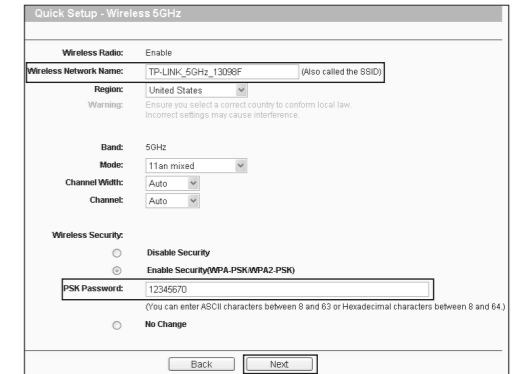 Quick Setup - Wireless 5GHz
Wireless Radio: Enable
Wireless Network Name: TP-LINK_5GHz_13098F (Also called the SSID)
Region: United States
Warning: Ensure you select a correct country to conform local law.
Incorrect settings may cause interference.
Band: 5GHz
Mode: 11an mixed
Channel Width: Auto
Channel: Auto
Wireless Security:
Disable Security
Enable Security(WPA-PSK/WPA2-PSK)
PSK Password: 12345670
(You can enter ASCII characters between 8 and 63 or Hexadecimal characters between 8 and 64.)
No Change
Back Next